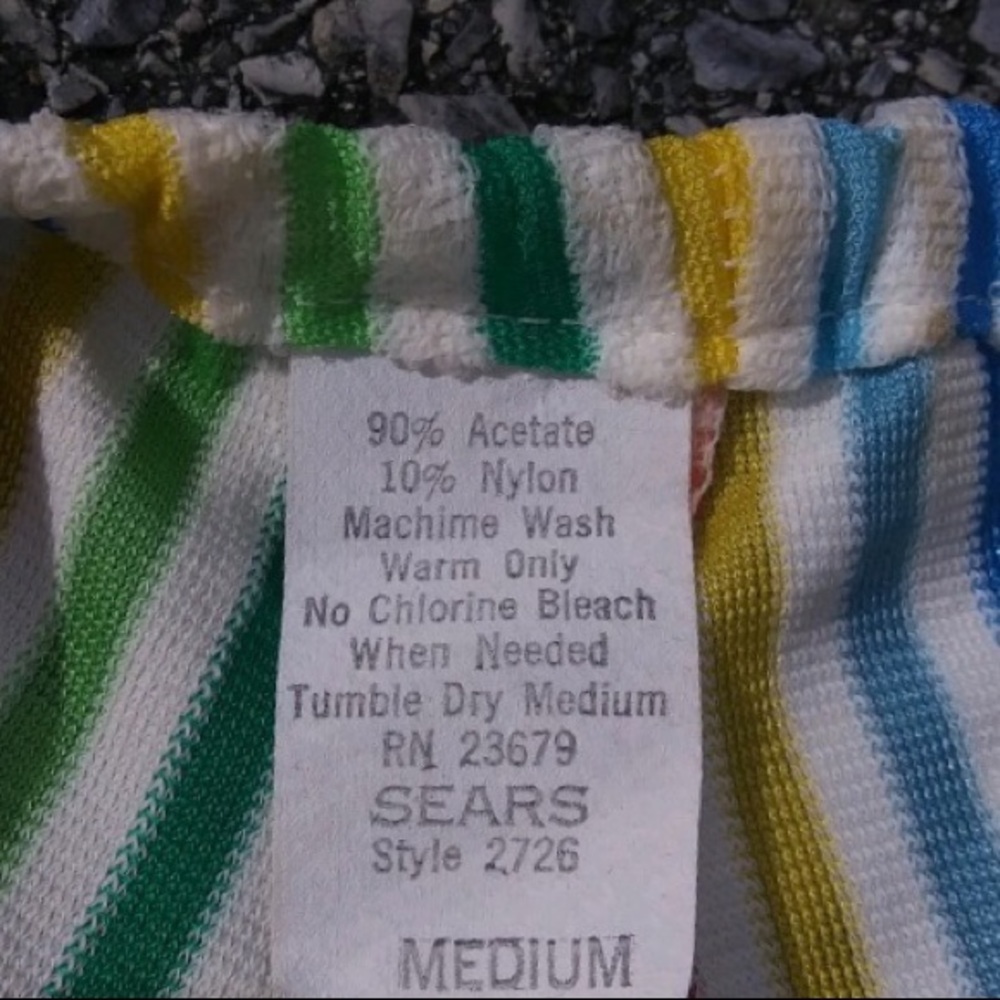 90% Acetate
10% Nylon
Machime Wash
Warm Only
No Chlorine Bleach
When Needed
Tumble Dry Medium
RN 23679
SEARS
Style 2726
MEDIUM